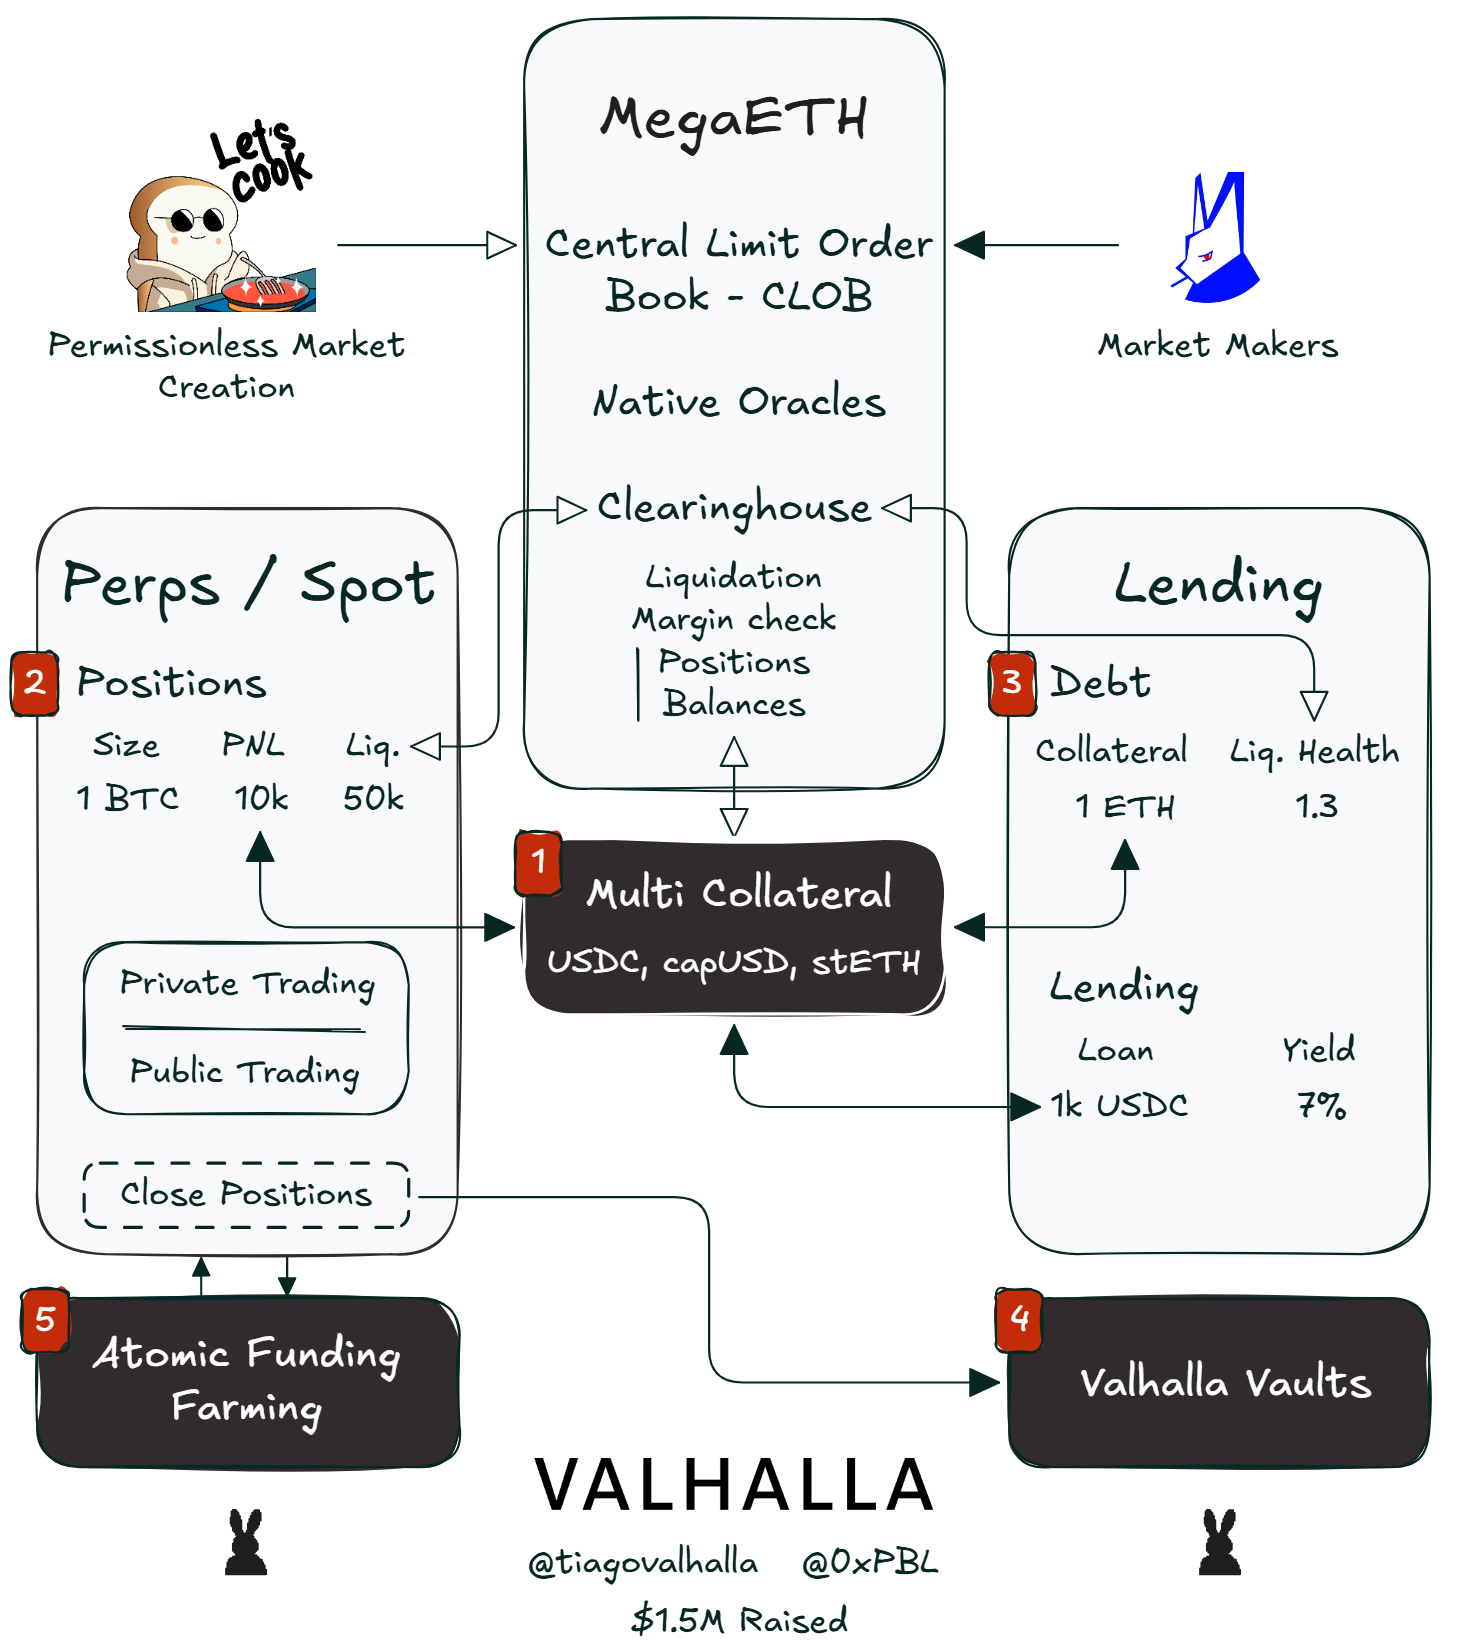 Let's
cook
Permissionless Market
Creation
MegaETH
Central Limit Order
Book - CLOB
Native Oracles
Clearinghouse
Liquidation
Margin check
Positions
Balances
Market Makers
Perps / Spot
2
Positions
Size PNL Liq.
1 BTC 10k 50k
Private Trading
Public Trading
Close Positions
1
Multi Collateral
USDC, capUSD, stETH
Lending
3
Debt
Collateral Liq. Health
1 ETH 1.3
Lending
Loan Yield
1k USDC 7%
5
Atomic Funding
Farming
4
Valhalla Vaults
VALHALLA
@tiagovalhalla @0xPBL
$1.5M Raised